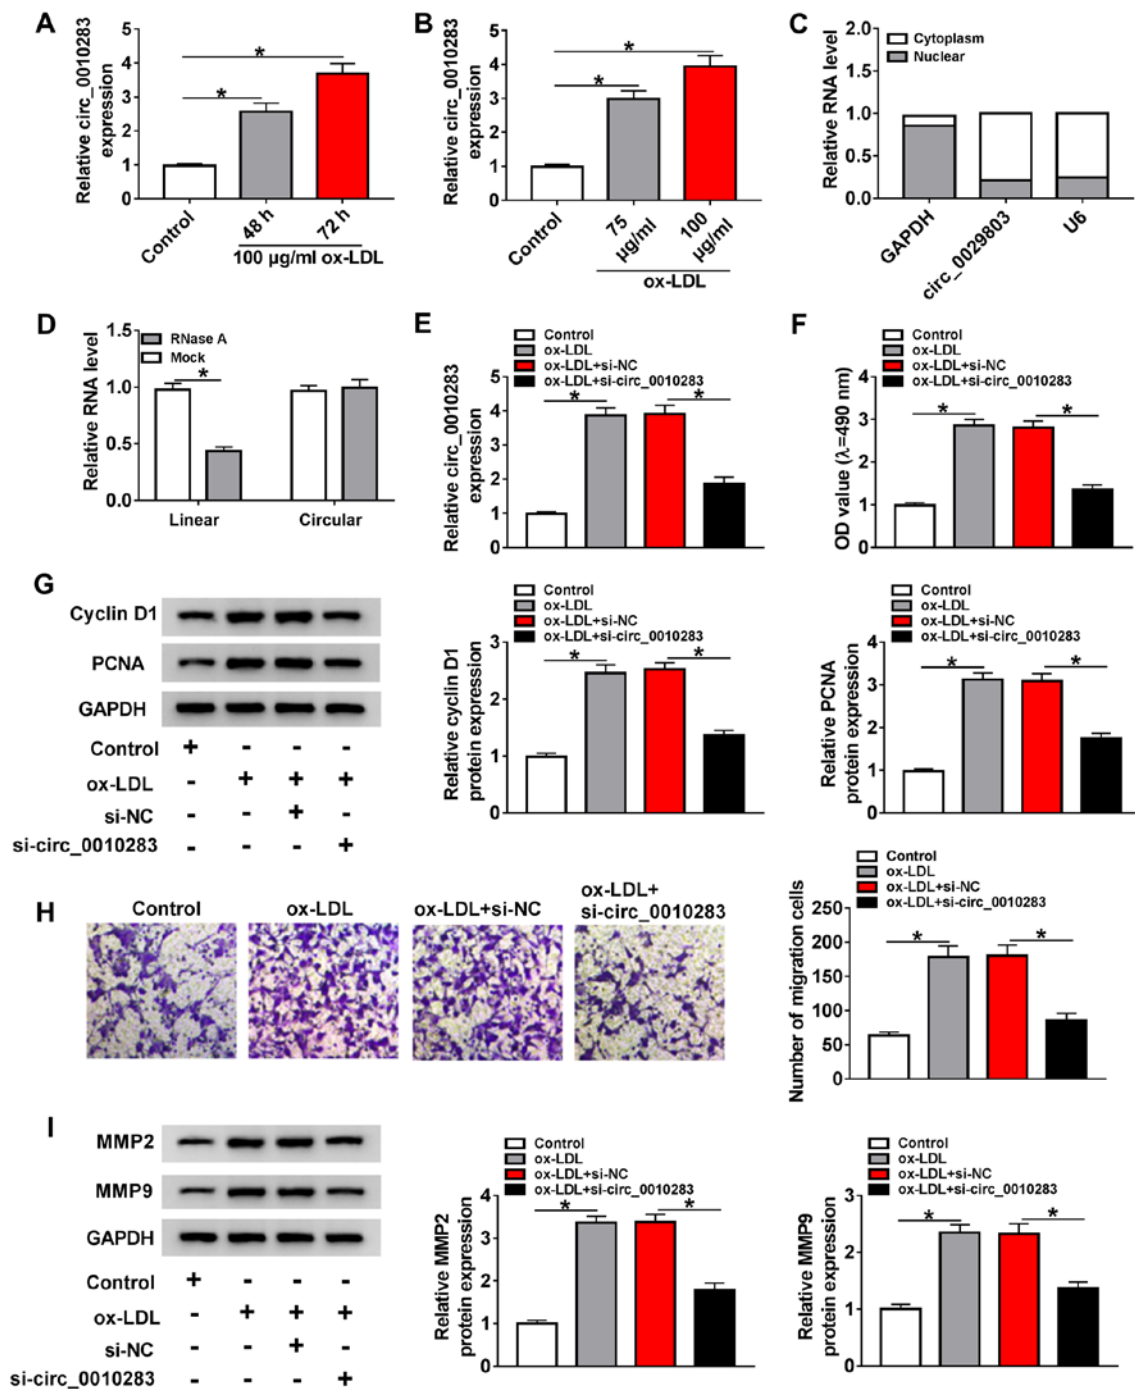 A
Relative circ_0010283
expression
5
4
3
2
1
0
*
*
Control
48 h
72 h
100 µg/ml ox-LDL
B
Relative circ_0010283
expression
5
4
3
2
1
0
*
*
Control
75
µg/ml
100
µg/ml
ox-LDL
C
Relative RNA level
2.0
1.5
1.0
0.5
0.0
Cytoplasm
Nuclear
GAPDH
circ_0029803
U6
D
Relative RNA level
1.5
1.0
0.5
0.0
RNase A
Mock
*
Linear
Circular
E
Control
ox-LDL
ox-LDL+si-NC
ox-LDL+si-circ_0010283
Relative circ_0010283
expression
5
4
3
2
1
0
*
*
F
Control
ox-LDL
ox-LDL+si-NC
ox-LDL+si-circ_0010283
OD value (λ=490 nm)
4
3
2
1
0
*
*
G
Cyclin D1
PCNA
GAPDH
Control + - - -
ox-LDL - + + +
si-NC - - + -
si-circ_0010283 - - - +
Control
ox-LDL
ox-LDL+si-NC
ox-LDL+si-circ_0010283
Relative cyclin D1
protein expression
3
2
1
0
*
*
Control
ox-LDL
ox-LDL+si-NC
ox-LDL+si-circ_0010283
Relative PCNA
protein expression
4
3
2
1
0
*
*
H
Control
ox-LDL
ox-LDL+si-NC
ox-LDL+
si-circ_0010283
Control
ox-LDL
ox-LDL+si-NC
ox-LDL+si-circ_0010283
Number of migration cells
250
200
150
100
50
0
*
*
I
MMP2
MMP9
GAPDH
Control + - - -
ox-LDL - + + +
si-NC - - + -
si-circ_0010283 - - - +
Control
ox-LDL
ox-LDL+si-NC
ox-LDL+si-circ_0010283
Relative MMP2
protein expression
4
3
2
1
0
*
*
Control
ox-LDL
ox-LDL+si-NC
ox-LDL+si-circ_0010283
Relative MMP9
protein expression
3
2
1
0
*
*